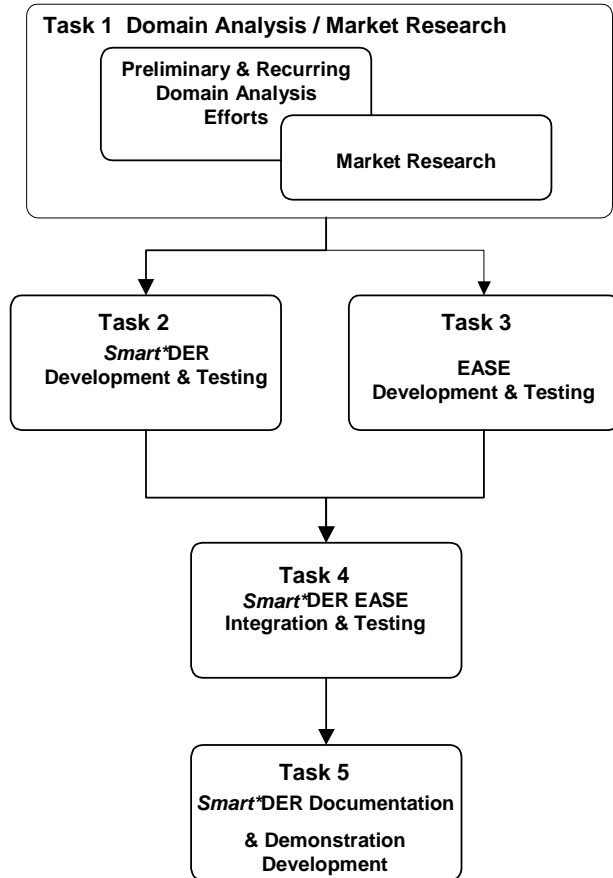 Task 1 Domain Analysis / Market Research
Preliminary & Recurring
Domain Analysis
Efforts
Market Research
Task 2
Smart*DER
Development & Testing
Task 3
EASE
Development & Testing
Task 4
Smart*DER EASE
Integration & Testing
Task 5
Smart*DER Documentation
& Demonstration
Development